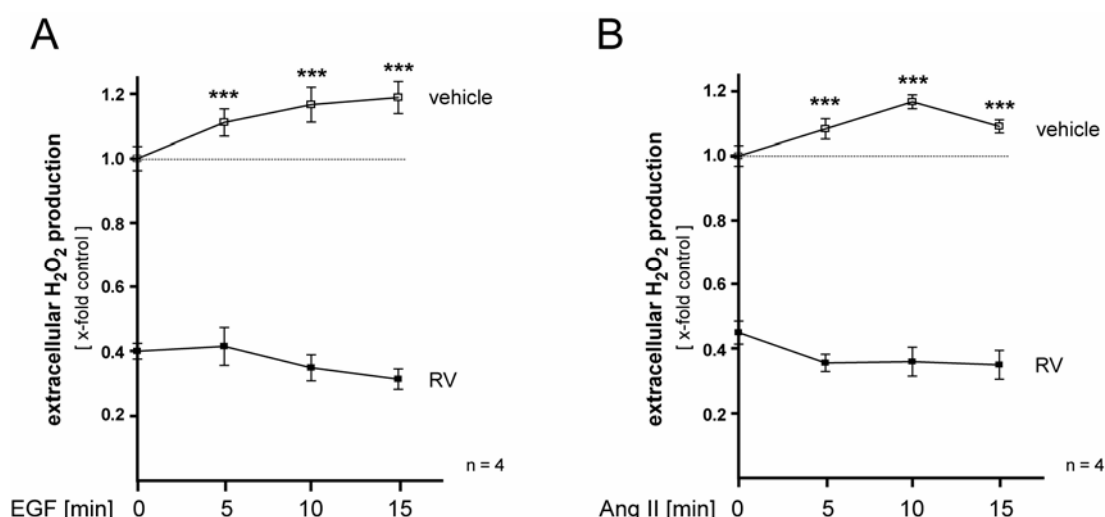 A
extracellular H₂O₂ production
[ x-fold control ]
1.2
1.0
0.8
0.6
0.4
0.2
***
***
***
vehicle
RV
n = 4
EGF [min] 0 5 10 15
B
extracellular H₂O₂ production
[ x-fold control ]
1.2
1.0
0.8
0.6
0.4
0.2
***
***
***
vehicle
RV
n = 4
Ang II [min] 0 5 10 15